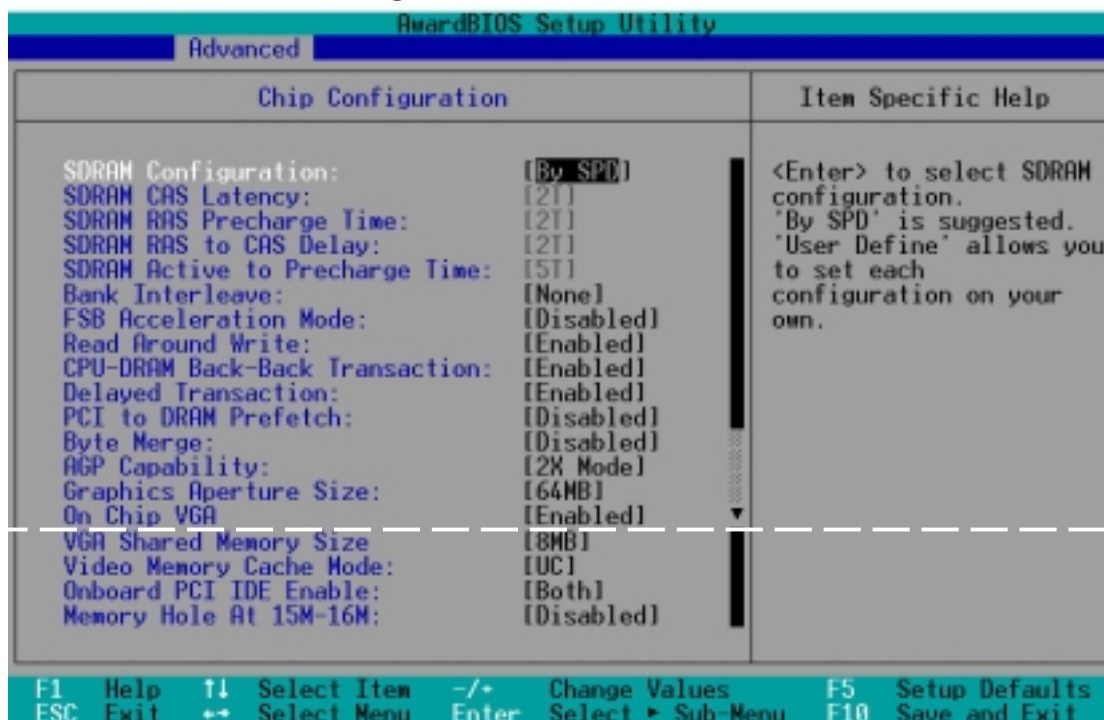 AwardBIOS Setup Utility
Advanced
Chip Configuration
Item Specific Help
SDRAM Configuration: [By SPD]
SDRAM CAS Latency: [2T]
SDRAM RAS Precharge Time: [2T]
SDRAM RAS to CAS Delay: [2T]
SDRAM Active to Precharge Time: [5T]
Bank Interleave: [None]
FSB Acceleration Mode: [Disabled]
Read Around Write: [Enabled]
CPU-DRAM Back-Back Transaction: [Enabled]
Delayed Transaction: [Enabled]
PCI to DRAM Prefetch: [Disabled]
Byte Merge: [Disabled]
AGP Capability: [2X Mode]
Graphics Aperture Size: [64MB]
On Chip VGA [Enabled]
VGA Shared Memory Size [8MB]
Video Memory Cache Mode: [UC]
Onboard PCI IDE Enable: [Both]
Memory Hole At 15M-16M: [Disabled]
<Enter> to select SDRAM
configuration.
'By SPD' is suggested.
'User Define' allows you
to set each
configuration on your
own.
F1 Help ↑↓ Select Item -/+ Change Values F5 Setup Defaults
ESC Exit ←→ Select Menu Enter Select ► Sub-Menu F10 Save and Exit